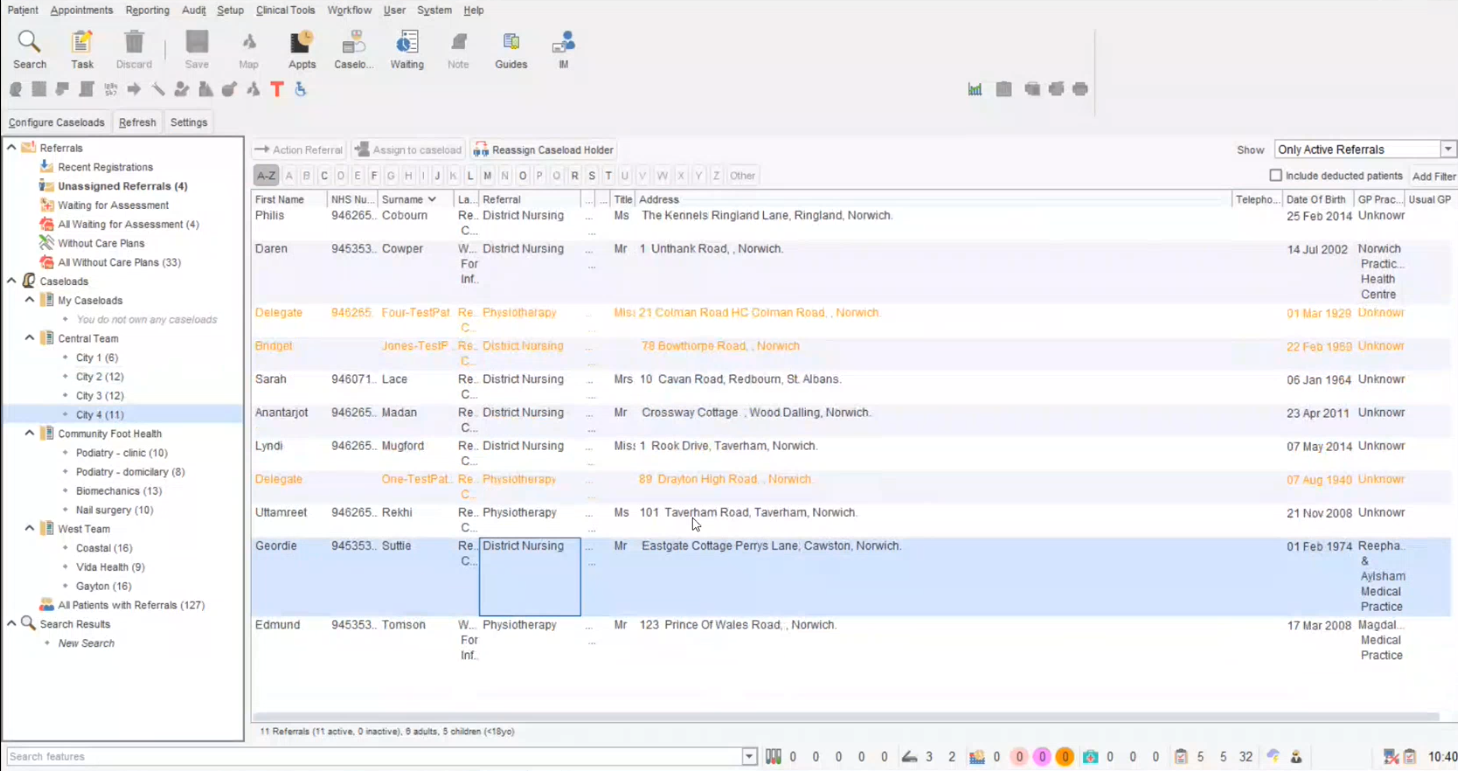 Patient Appointments Reporting Audit Setup Clinical Tools Workflow User System Help
Search Task Discard Save Map Appts Caselo... Waiting Note Guides IM
Configure Caseloads Refresh Settings
Referrals
Recent Registrations
Unassigned Referrals (4)
Waiting for Assessment
All Waiting for Assessment (4)
Without Care Plans
All Without Care Plans (33)
Caseloads
My Caseloads
You do not own any caseloads
Central Team
City 1 (6)
City 2 (12)
City 3 (12)
City 4 (11)
Community Foot Health
Podiatry - clinic (10)
Podiatry - domicilary (8)
Biomechanics (13)
Nail surgery (10)
West Team
Coastal (16)
Vida Health (9)
Gayton (16)
All Patients with Referrals (127)
Search Results
New Search
Action Referral Assign to caseload Reassign Caseload Holder Show Only Active Referrals
A-Z A B C D E F G H I J K L M N O P Q R S T U V W X Y Z Other Include deducted patients Add Filter
First Name NHS Nu... Surname La... Referral ... ... Title Address Telepho... Date Of Birth GP Prac... Usual GP
Philis 946265.. Cobourn Re.. District Nursing ... Ms The Kennels Ringland Lane, Ringland, Norwich. 25 Feb 2014 Unknowr
C... ...
Daren 945353.. Cowper W... District Nursing ... Mr 1 Unthank Road, , Norwich. 14 Jul 2002 Norwich
For ... Practic...
Inf.. Health
Centre
Delegate 946265 Four-TestPat Re.. Physiotherapy ... Mis 21 Colman Road HC Colman Road, , Norwich. 01 Mar 1929 Unknowr
C... ...
Bridget Jones-TestF Re.. District Nursing ... 78 Bowthorpe Road, , Norwich 22 Feb 1959 Unknowr
C... ...
Sarah 946071.. Lace Re.. District Nursing ... Mrs 10 Cavan Road, Redbourn, St. Albans. 06 Jan 1964 Unknowr
C... ...
Anantarjot 946265.. Madan Re.. District Nursing ... Mr Crossway Cottage , Wood Dalling, Norwich. 23 Apr 2011 Unknowr
C... ...
Lyndi 946265.. Mugford Re.. District Nursing ... Mis 1 Rook Drive, Taverham, Norwich. 07 May 2014 Unknowr
C... ...
Delegate One-TestPat.. Re.. Physiotherapy ... 89 Drayton High Road, , Norwich. 07 Aug 1940 Unknowr
C... ...
Uttamreet 946265.. Rekhi Re.. Physiotherapy ... Ms 101 Taverham Road, Taverham, Norwich. 21 Nov 2008 Unknowr
C... ...
Geordie 945353.. Suttie Re.. District Nursing ... Mr Eastgate Cottage Perrys Lane, Cawston, Norwich. 01 Feb 1974 Reepha..
C... ... &
Aylsham
Medical
Practice
Edmund 945353.. Tomson W... Physiotherapy ... Mr 123 Prince Of Wales Road, , Norwich. 17 Mar 2008 Magdal...
For ... Medical
Inf.. Practice
11 Referrals (11 active, 0 inactive), 6 adults, 5 children (<18yo)
Search features 0 0 0 0 0 3 2 0 0 0 0 0 0 0 5 5 32 10:40